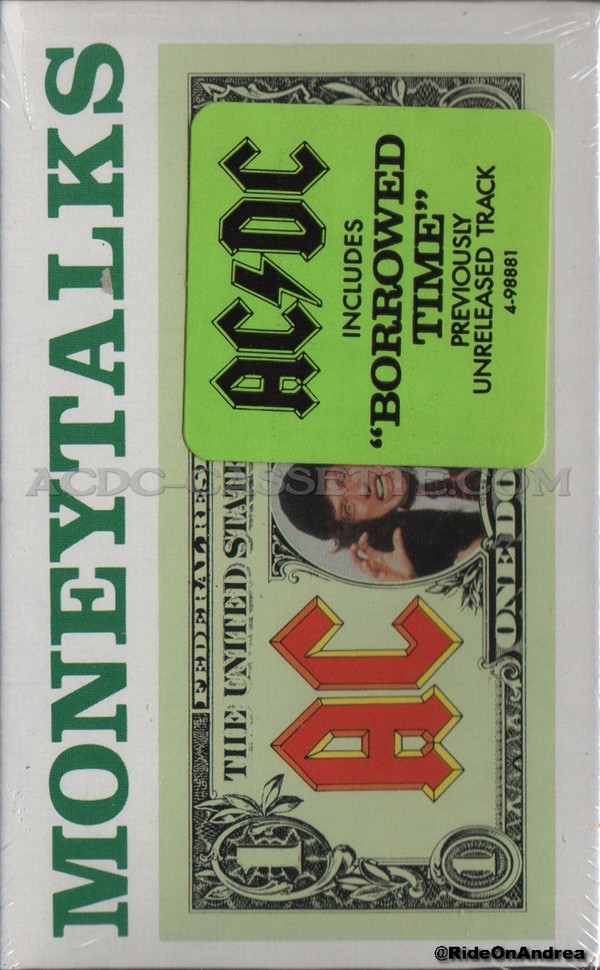 MONEYTALKS
AC/DC
INCLUDES
"BORROWED
TIME"
PREVIOUSLY
UNRELEASED TRACK
4-98881
FEDERAL RES
THE UNITED STATE
AC
ONE DO
1
1
ACDC-CASSETTE.COM
@RideOnAndrea